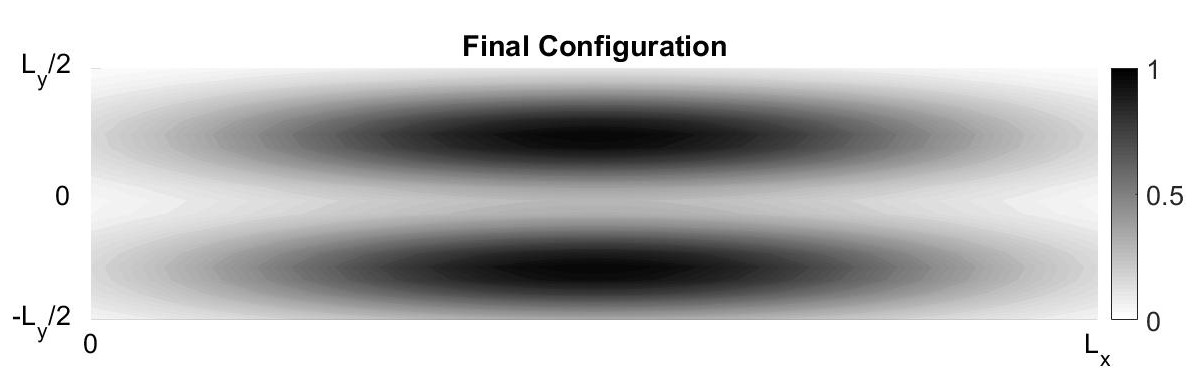 Final Configuration
L_y/2
0
-L_y/2
0
L_x
1
0.5
0